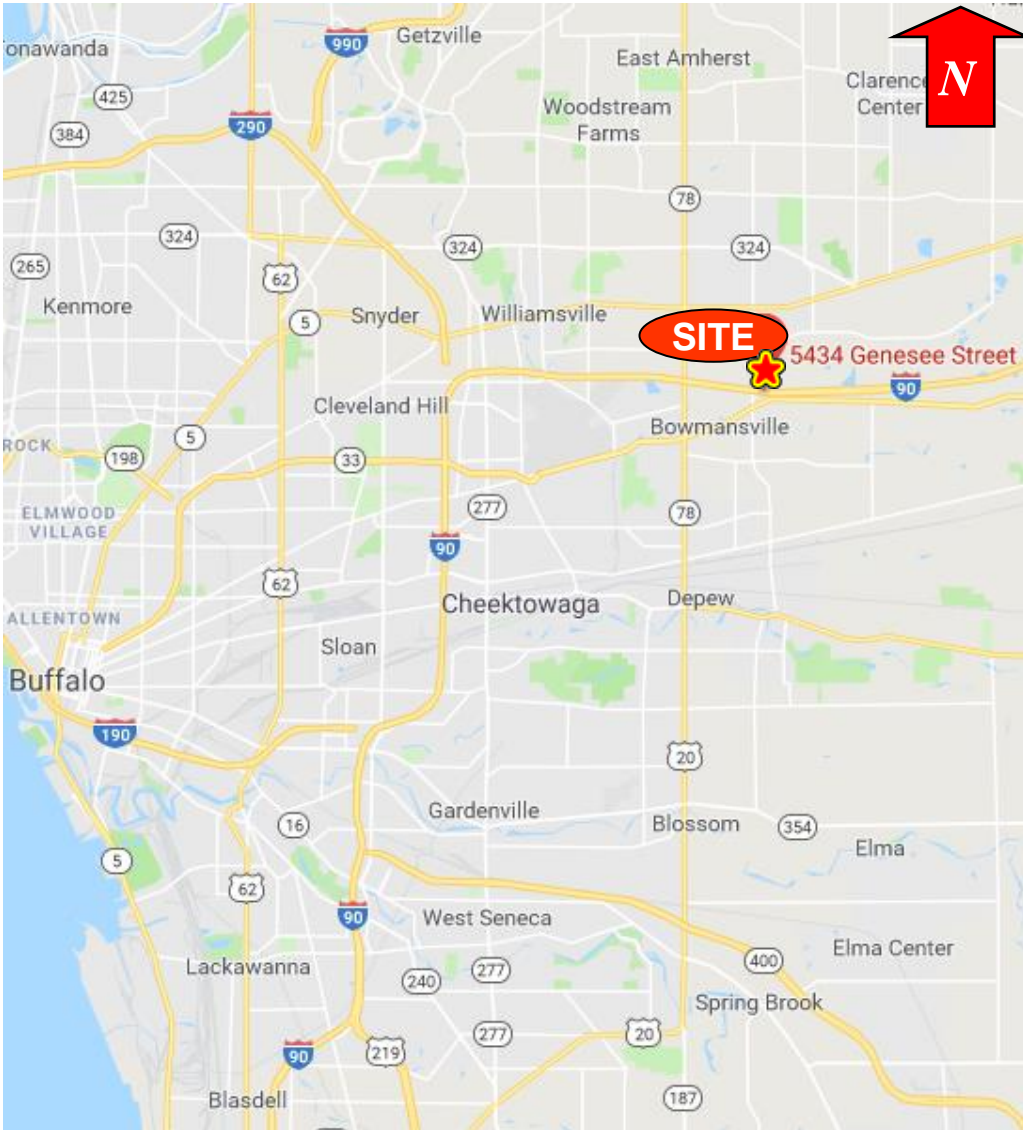 990
Getzville
onawanda
East Amherst
Clarence
Center
N
425
Woodstream
Farms
290
384
78
324
324
324
265
62
Kenmore
5
Snyder
Williamsville
SITE
5434 Genesee Street
90
Cleveland Hill
Bowmansville
5
ROCK
198
33
277
78
ELMWOOD
VILLAGE
90
62
Cheektowaga
Depew
ALLENTOWN
Sloan
Buffalo
190
20
Gardenville
16
Blossom
354
Elma
5
62
90
West Seneca
Elma Center
400
Lackawanna
277
240
Spring Brook
277
20
90
219
Blasdell
187